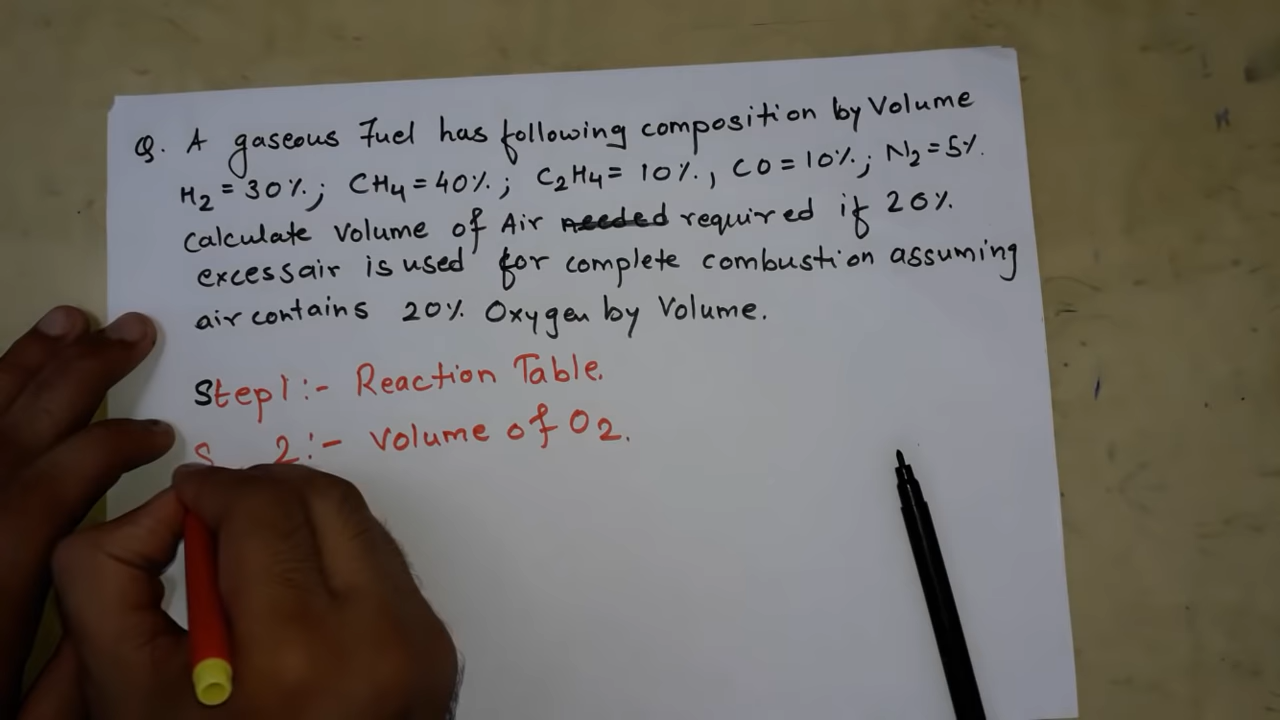 Q. A gaseous Fuel has following composition by Volume
H2 = 30%; CH4 = 40%; C2H4 = 10%, CO = 10%; N2 = 5%.
Calculate Volume of Air needed required if 20%
excess air is used for complete combustion assuming
air contains 20% Oxygen by Volume.
Step1:- Reaction Table.
2:- Volume of O2.